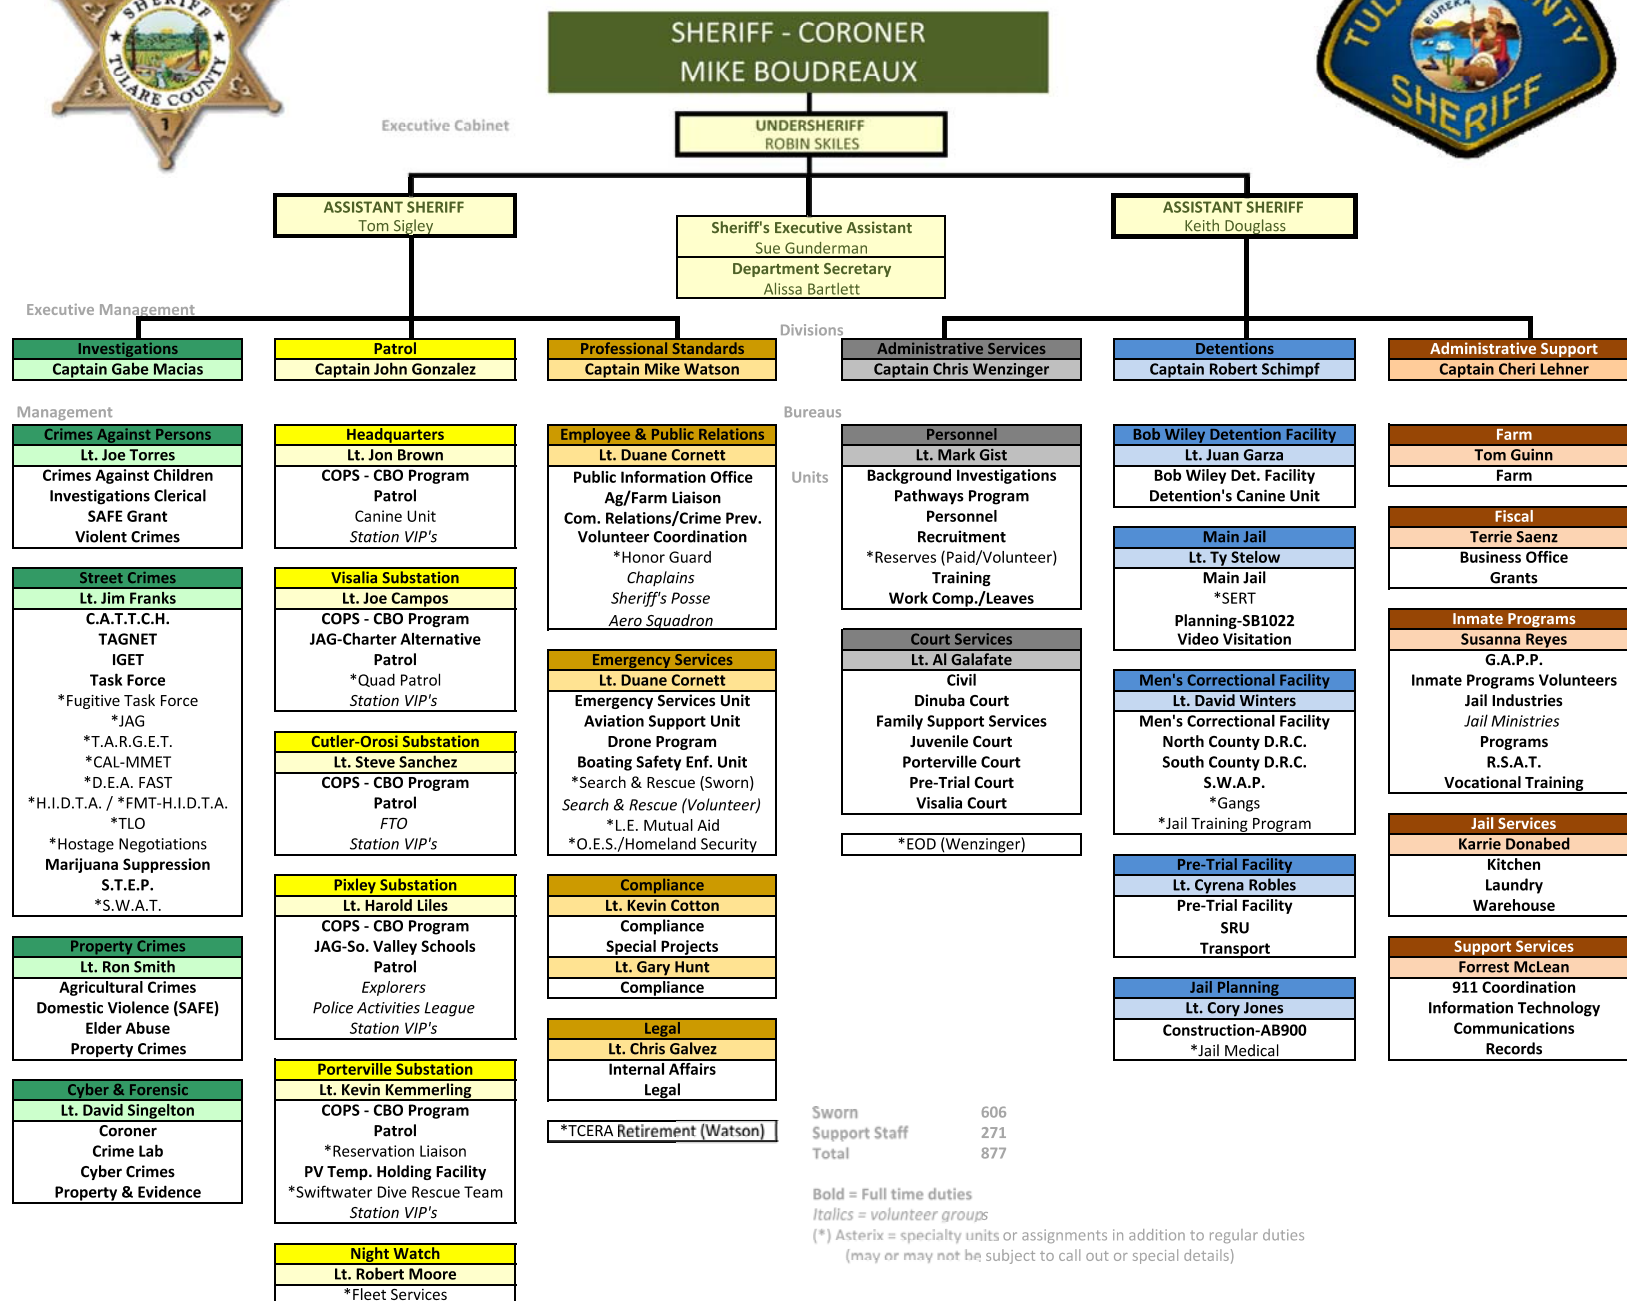 SHERIFF
TULARE COUNTY
1
SHERIFF - CORONER
MIKE BOUDREAUX
EUREKA
SHERIFF
Executive Cabinet
UNDERSHERIFF
ROBIN SKILES
ASSISTANT SHERIFF
Tom Sigley
Sheriff's Executive Assistant
Sue Gunderman
Department Secretary
Alissa Bartlett
ASSISTANT SHERIFF
Keith Douglass
Executive Management
Divisions
Investigations
Captain Gabe Macias
Patrol
Captain John Gonzalez
Professional Standards
Captain Mike Watson
Administrative Services
Captain Chris Wenzinger
Detentions
Captain Robert Schimpf
Administrative Support
Captain Cheri Lehner
Management
Bureaus
Units
Crimes Against Persons
Lt. Joe Torres
Crimes Against Children
Investigations Clerical
SAFE Grant
Violent Crimes
Street Crimes
Lt. Jim Franks
C.A.T.T.C.H.
TAGNET
IGET
Task Force
*Fugitive Task Force
*JAG
*T.A.R.G.E.T.
*CAL-MMET
*D.E.A. FAST
*H.I.D.T.A. / *FMT-H.I.D.T.A.
*TLO
*Hostage Negotiations
Marijuana Suppression
S.T.E.P.
*S.W.A.T.
Property Crimes
Lt. Ron Smith
Agricultural Crimes
Domestic Violence (SAFE)
Elder Abuse
Property Crimes
Cyber & Forensic
Lt. David Singelton
Coroner
Crime Lab
Cyber Crimes
Property & Evidence
Headquarters
Lt. Jon Brown
COPS - CBO Program
Patrol
Canine Unit
Station VIP's
Visalia Substation
Lt. Joe Campos
COPS - CBO Program
JAG-Charter Alternative
Patrol
*Quad Patrol
Station VIP's
Cutler-Orosi Substation
Lt. Steve Sanchez
COPS - CBO Program
Patrol
FTO
Station VIP's
Pixley Substation
Lt. Harold Liles
COPS - CBO Program
JAG-So. Valley Schools
Patrol
Explorers
Police Activities League
Station VIP's
Porterville Substation
Lt. Kevin Kemmerling
COPS - CBO Program
Patrol
*Reservation Liaison
PV Temp. Holding Facility
*Swiftwater Dive Rescue Team
Station VIP's
Night Watch
Lt. Robert Moore
*Fleet Services
Employee & Public Relations
Lt. Duane Cornett
Public Information Office
Ag/Farm Liaison
Com. Relations/Crime Prev.
Volunteer Coordination
*Honor Guard
Chaplains
Sheriff's Posse
Aero Squadron
Emergency Services
Lt. Duane Cornett
Emergency Services Unit
Aviation Support Unit
Drone Program
Boating Safety Enf. Unit
*Search & Rescue (Sworn)
Search & Rescue (Volunteer)
*L.E. Mutual Aid
*O.E.S./Homeland Security
Compliance
Lt. Kevin Cotton
Compliance
Special Projects
Lt. Gary Hunt
Compliance
Legal
Lt. Chris Galvez
Internal Affairs
Legal
*TCERA Retirement (Watson)
Personnel
Lt. Mark Gist
Background Investigations
Pathways Program
Personnel
Recruitment
*Reserves (Paid/Volunteer)
Training
Work Comp./Leaves
Court Services
Lt. Al Galafate
Civil
Dinuba Court
Family Support Services
Juvenile Court
Porterville Court
Pre-Trial Court
Visalia Court
*EOD (Wenzinger)
Bob Wiley Detention Facility
Lt. Juan Garza
Bob Wiley Det. Facility
Detention's Canine Unit
Main Jail
Lt. Ty Stelow
Main Jail
*SERT
Planning-SB1022
Video Visitation
Men's Correctional Facility
Lt. David Winters
Men's Correctional Facility
North County D.R.C.
South County D.R.C.
S.W.A.P.
*Gangs
*Jail Training Program
Pre-Trial Facility
Lt. Cyrena Robles
Pre-Trial Facility
SRU
Transport
Jail Planning
Lt. Cory Jones
Construction-AB900
*Jail Medical
Farm
Tom Guinn
Farm
Fiscal
Terrie Saenz
Business Office
Grants
Inmate Programs
Susanna Reyes
G.A.P.P.
Inmate Programs Volunteers
Jail Industries
Jail Ministries
Programs
R.S.A.T.
Vocational Training
Jail Services
Karrie Donabed
Kitchen
Laundry
Warehouse
Support Services
Forrest McLean
911 Coordination
Information Technology
Communications
Records
Sworn 606
Support Staff 271
Total 877
Bold = Full time duties
Italics = volunteer groups
(*) Asterix = specialty units or assignments in addition to regular duties
(may or may not be subject to call out or special details)